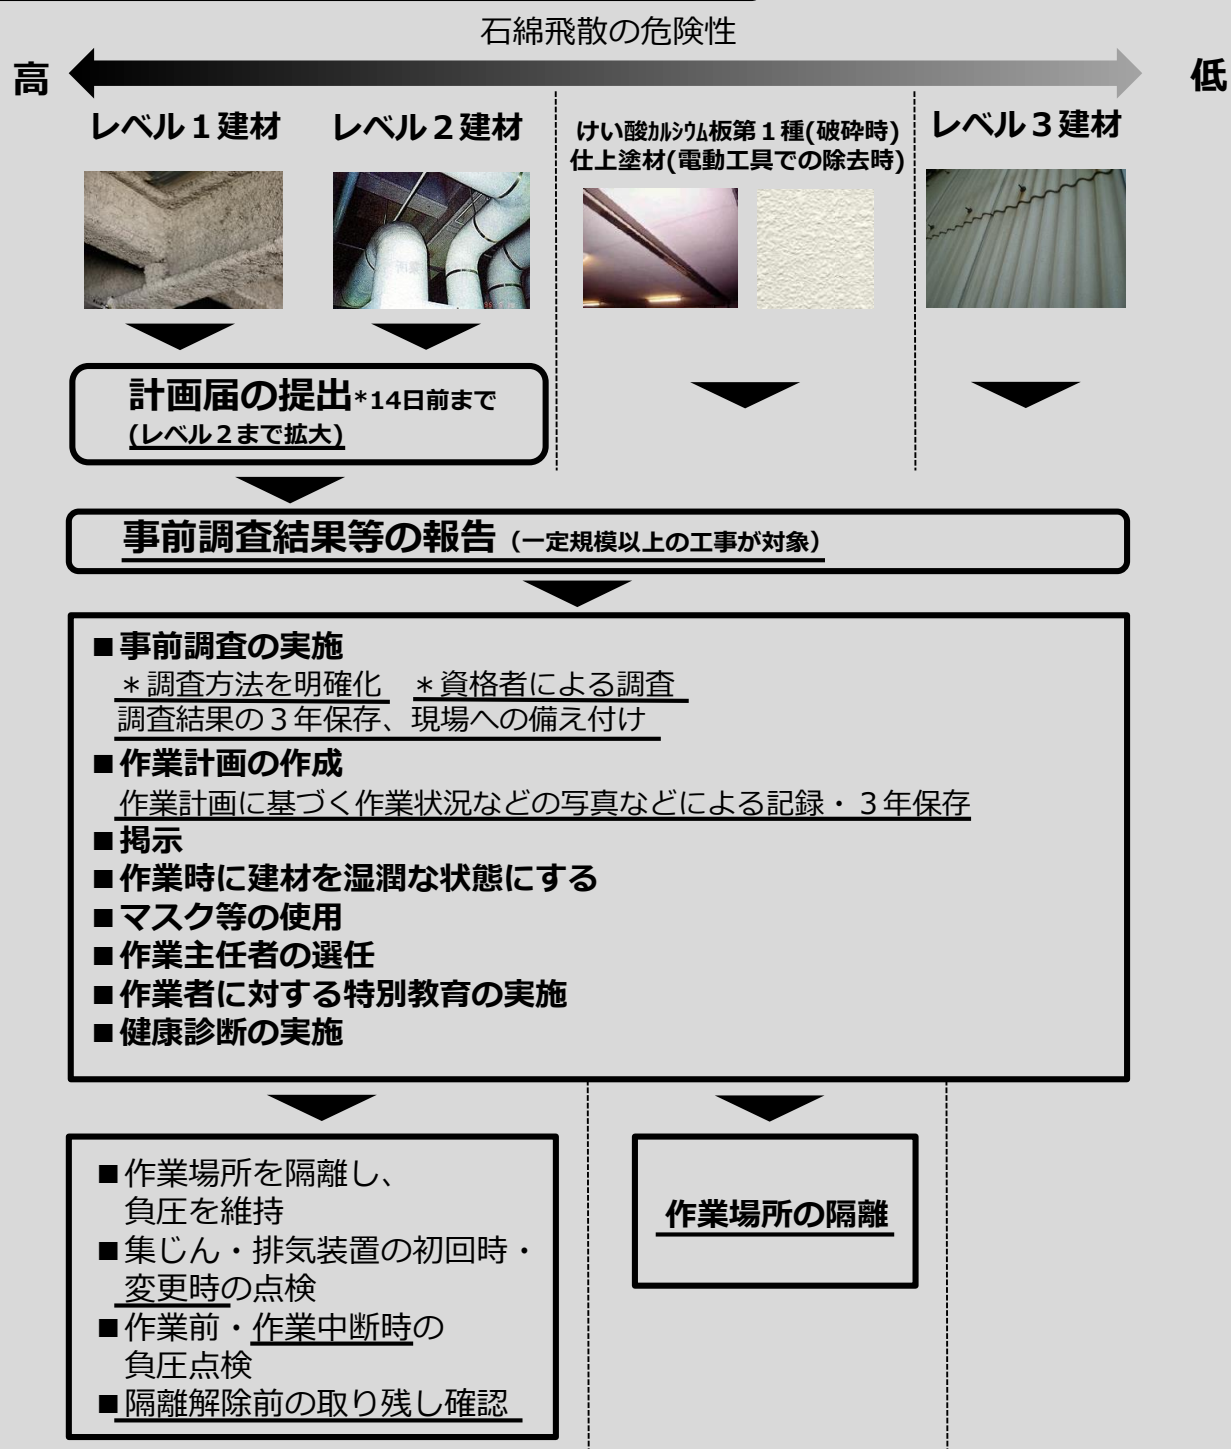 石綿飛散の危険性
高
低
レベル１建材
レベル２建材
けい酸ｶﾙｼｳﾑ板第１種(破砕時)
仕上塗材(電動工具での除去時)
レベル３建材
計画届の提出*14日前まで
(レベル２まで拡大)
事前調査結果等の報告（一定規模以上の工事が対象）
■事前調査の実施
＊調査方法を明確化　＊資格者による調査
調査結果の３年保存、現場への備え付け
■作業計画の作成
作業計画に基づく作業状況などの写真などによる記録・３年保存
■掲示
■作業時に建材を湿潤な状態にする
■マスク等の使用
■作業主任者の選任
■作業者に対する特別教育の実施
■健康診断の実施
■作業場所を隔離し、
負圧を維持
■集じん・排気装置の初回時・
変更時の点検
■作業前・作業中断時の
負圧点検
■隔離解除前の取り残し確認
作業場所の隔離